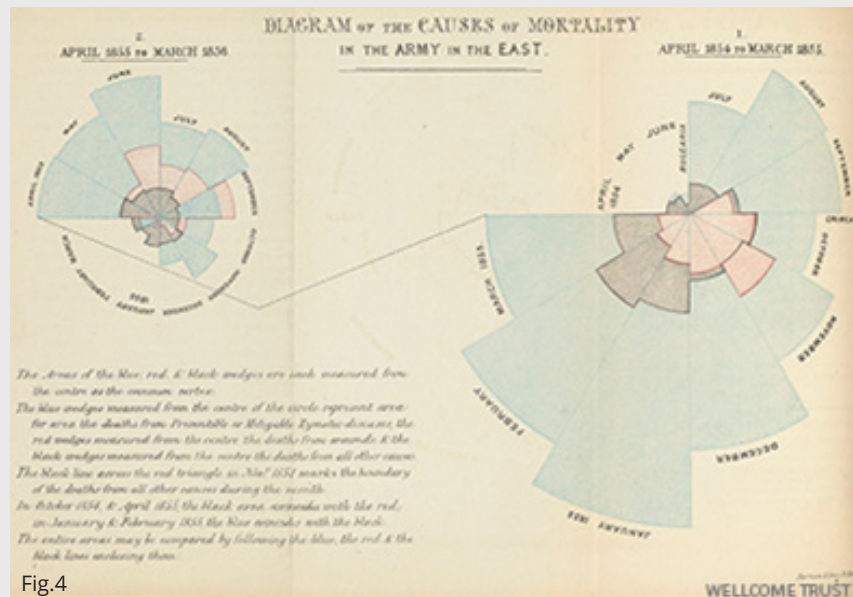 DIAGRAM OF THE CAUSES OF MORTALITY
IN THE ARMY IN THE EAST.
2.
APRIL 1855 TO MARCH 1856.
1.
APRIL 1854 TO MARCH 1855.
JUNE
MAY
APRIL 1855
JULY
AUGUST
SEPTEMBER
OCTOBER
NOVEMBER
DECEMBER
JANUARY
1856
FEBRUARY
MARCH
APRIL
1854
MAY
JUNE
BULGARIA
JULY
AUGUST
SEPTEMBER
CRIMEA
OCTOBER
NOVEMBER
DECEMBER
JANUARY 1855
FEBRUARY
MARCH 1855
The Areas of the blue, red, & black wedges are each measured from
the centre as the common vertex.
The blue wedges measured from the centre of the circle represent area
for area the deaths from Preventible or Mitigable Zymotic diseases, the
red wedges measured from the centre the deaths from wounds, & the
black wedges measured from the centre the deaths from all other causes
The black line across the red triangle in Novr. 1854 marks the boundary
of the deaths from all other causes during the month.
In October 1854, & April 1855, the black area coincides with the red,
in January & February 1855, the blue coincides with the black.
The entire areas may be compared by following the blue, the red & the
black lines enclosing them.
Fig.4
WELLCOME TRUST